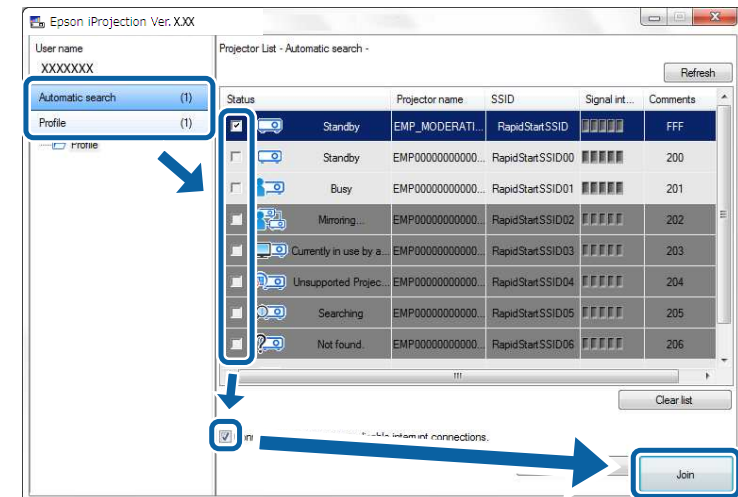 Epson iProjection Ver. X.XX
User name
XXXXXXX
Automatic search (1)
Profile (1)
Profile
Projector List - Automatic search -
Refresh
Status Projector name SSID Signal int... Comments
Standby EMP_MODERATI... RapidStartSSID FFF
Standby EMP00000000000... RapidStartSSID00 200
Busy EMP00000000000... RapidStartSSID01 201
Mirroring... EMP00000000000... RapidStartSSID02 202
Currently in use by a... EMP00000000000... RapidStartSSID03 203
Unsupported Projec... EMP00000000000... RapidStartSSID04 204
Searching EMP00000000000... RapidStartSSID05 205
Not found. EMP00000000000... RapidStartSSID06 206
Clear list
interrupt connections.
Join